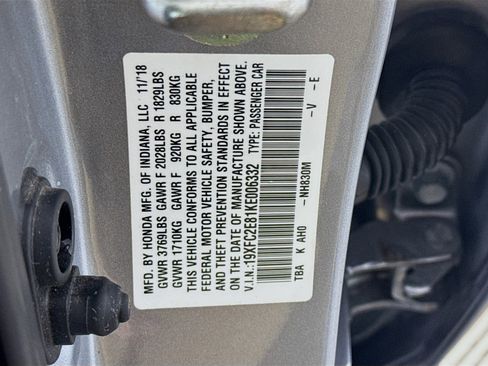 MFD. BY HONDA MFG. OF INDIANA, LLC 11/'18
GVWR 3769LBS GAWR F 2028LBS R 1829LBS
GVWR 1710KG GAWR F 920KG R 830KG
THIS VEHICLE CONFORMS TO ALL APPLICABLE
FEDERAL MOTOR VEHICLE SAFETY, BUMPER,
AND THEFT PREVENTION STANDARDS IN EFFECT
ON THE DATE OF MANUFACTURE SHOWN ABOVE.
V.I.N.:19XFC2E81KE006332 TYPE: PASSENGER CAR
TBA K AH0 -NH830M -V -E